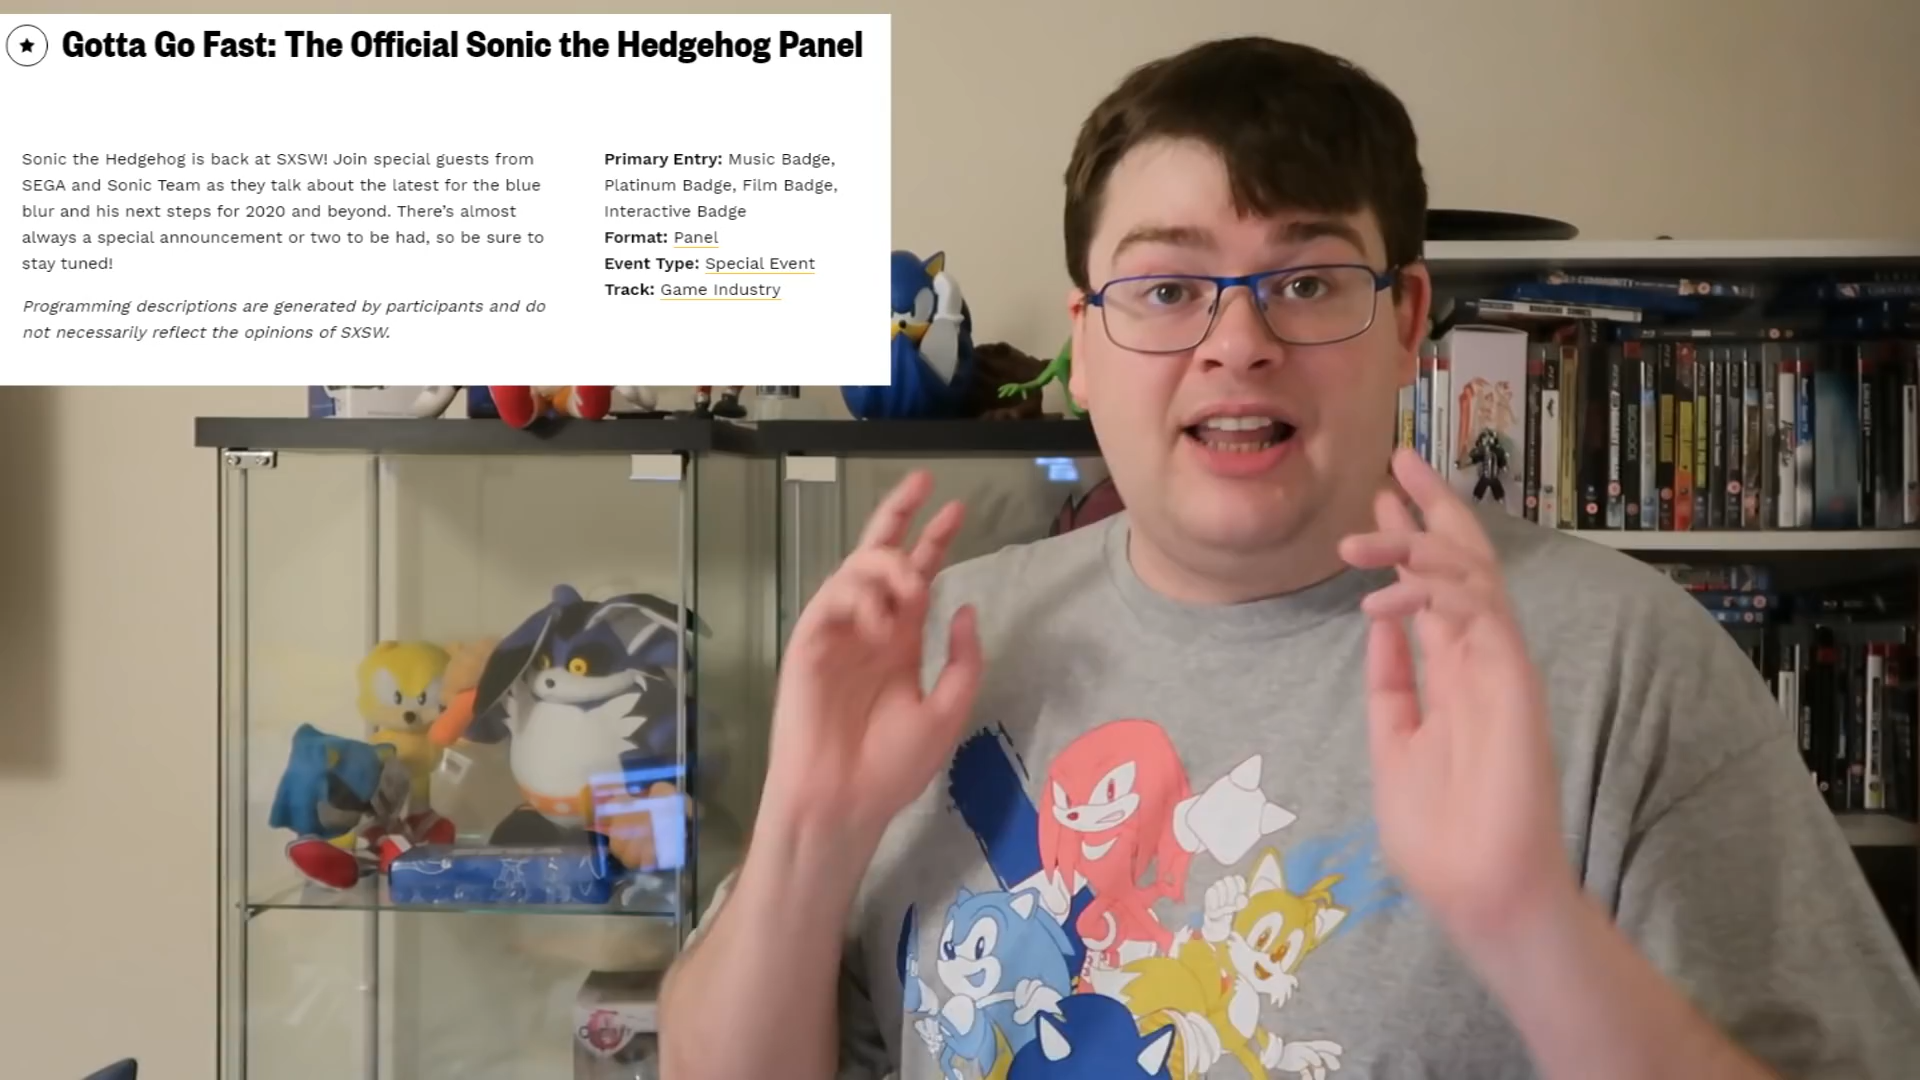 Gotta Go Fast: The Official Sonic the Hedgehog Panel
Sonic the Hedgehog is back at SXSW! Join special guests from
SEGA and Sonic Team as they talk about the latest for the blue
blur and his next steps for 2020 and beyond. There's almost
always a special announcement or two to be had, so be sure to
stay tuned!
Programming descriptions are generated by participants and do
not necessarily reflect the opinions of SXSW.
Primary Entry: Music Badge,
Platinum Badge, Film Badge,
Interactive Badge
Format: Panel
Event Type: Special Event
Track: Game Industry